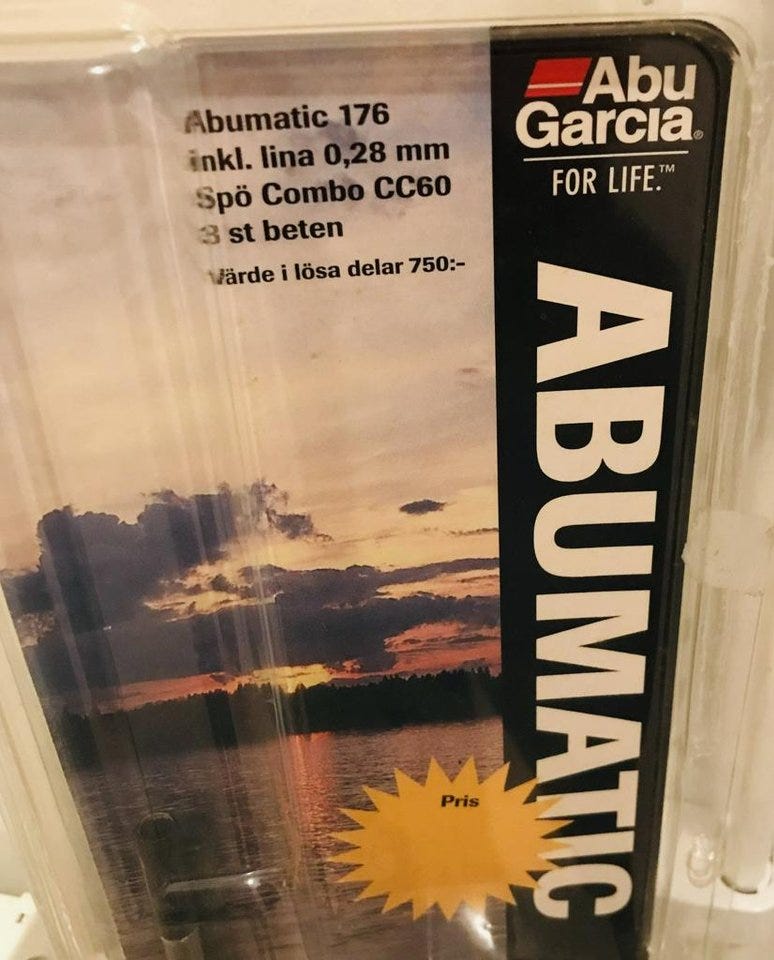 Abumatic 176
inkl. lina 0,28 mm
Spö Combo CC60
3 st beten
Värde i lösa delar 750:-
Abu
Garcia®
FOR LIFE.™
ABUMATIC
Pris